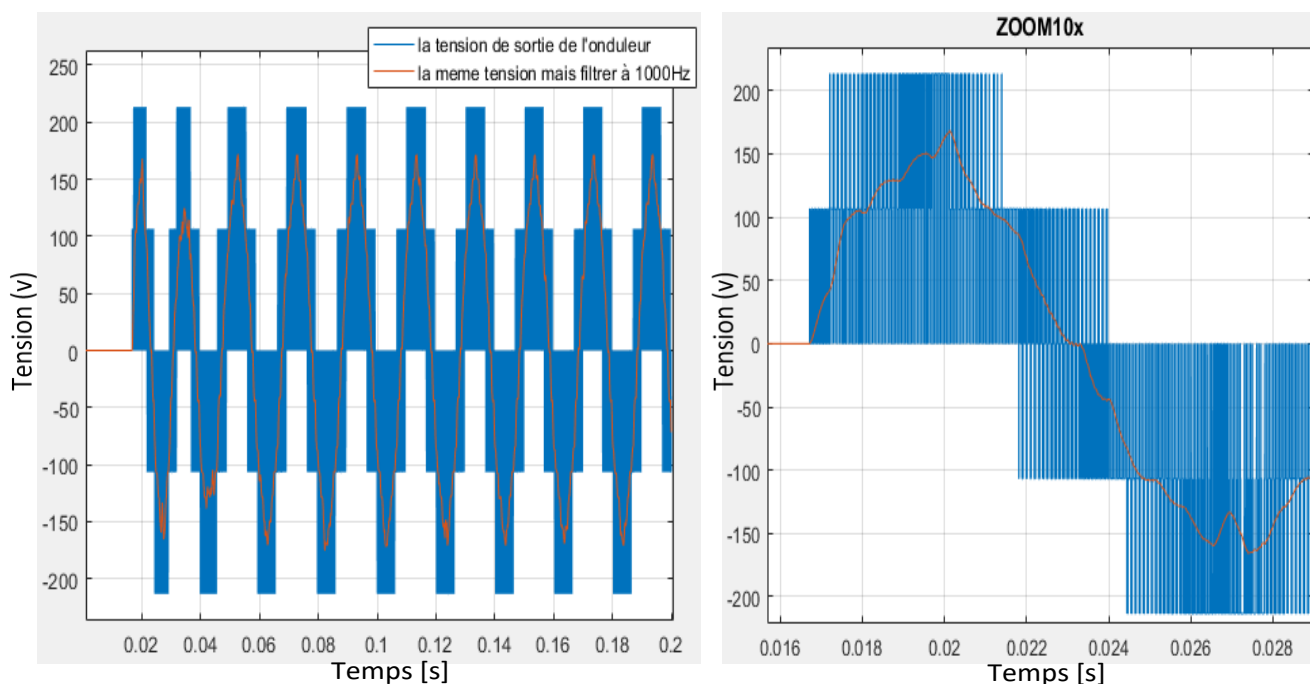 la tension de sortie de l'onduleur
la meme tension mais filtrer à 1000Hz
250
200
150
100
50
0
-50
-100
-150
-200
Tension (v)
0.02 0.04 0.06 0.08 0.1 0.12 0.14 0.16 0.18 0.2
Temps [s]
ZOOM10x
200
150
100
50
0
-50
-100
-150
-200
Tension (v)
0.016 0.018 0.02 0.022 0.024 0.026 0.028
Temps [s]